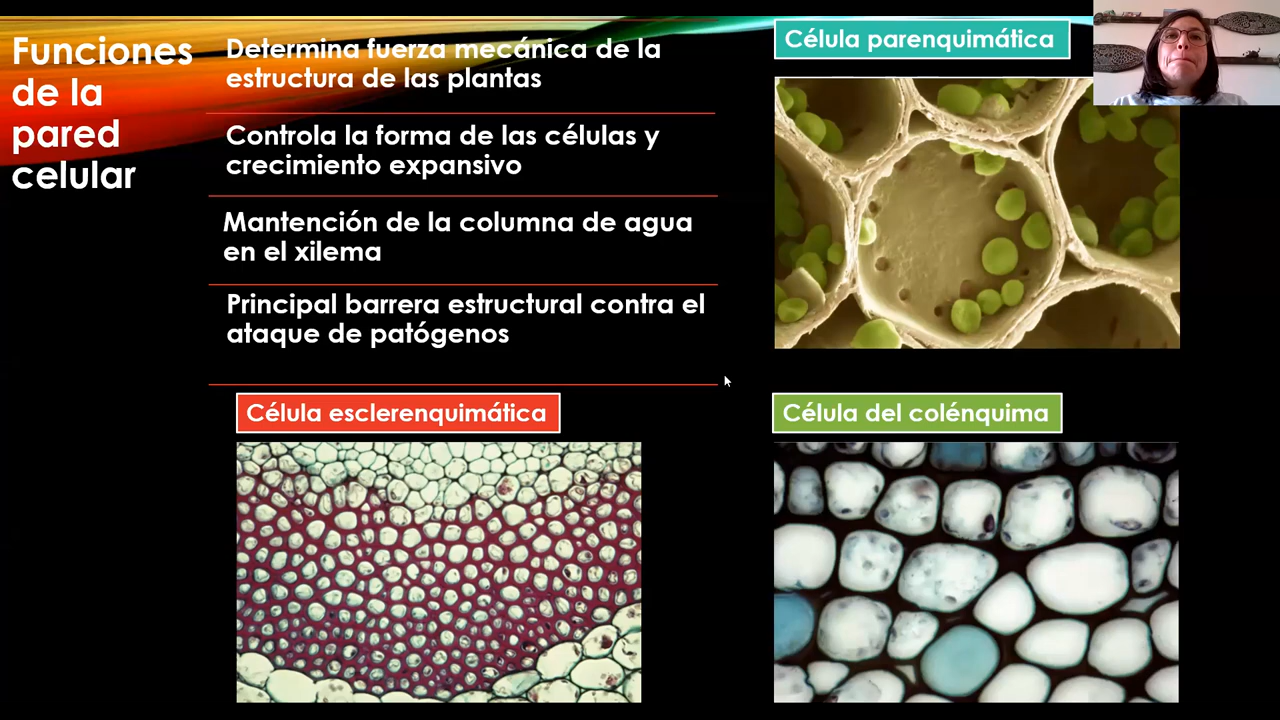 Funciones
de la
pared
celular
Determina fuerza mecánica de la
estructura de las plantas
Controla la forma de las células y
crecimiento expansivo
Mantención de la columna de agua
en el xilema
Principal barrera estructural contra el
ataque de patógenos
Célula parenquimática
Célula esclerenquimática
Célula del colénquima